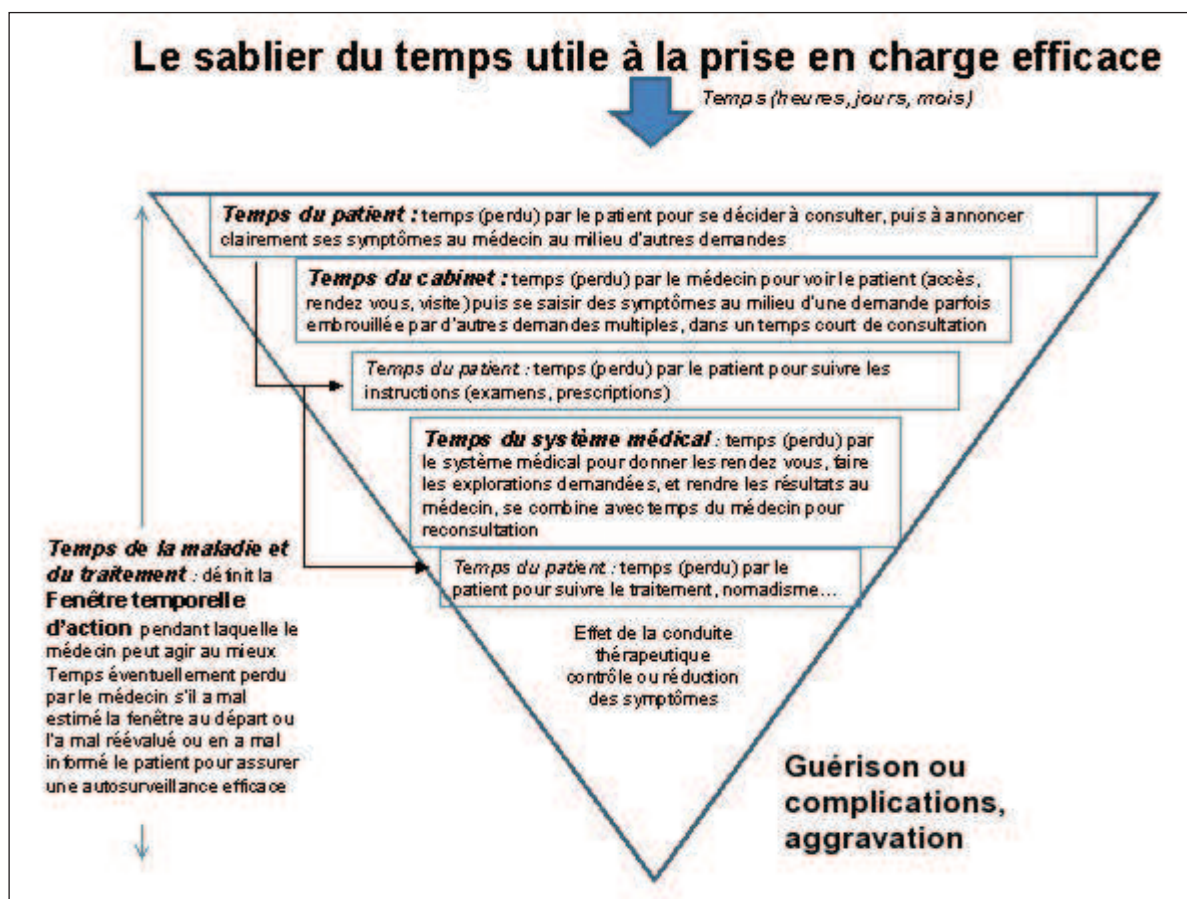 Le sablier du temps utile à la prise en charge efficace
Temps (heures, jours, mois)
Temps du patient : temps (perdu) par le patient pour se décider à consulter, puis à annoncer
clairement ses symptômes au médecin au milieu d'autres demandes
Temps du cabinet : temps (perdu) par le médecin pour voir le patient (accès,
rendez vous, visite) puis se saisir des symptômes au milieu d'une demande parfois
embrouillée par d'autres demandes multiples, dans un temps court de consultation
Temps du patient : temps (perdu) par le patient pour suivre les
instructions (examens, prescriptions)
Temps du système médical : temps (perdu) par
le système médical pour donner les rendez vous, faire
les explorations demandées, et rendre les résultats au
médecin, se combine avec temps du médecin pour
reconsultation
Temps du patient : temps (perdu) par le
patient pour suivre le traitement, nomadisme...
Effet de la conduite
thérapeutique
contrôle ou réduction
des symptômes
Temps de la maladie et
du traitement : définit la
Fenêtre temporelle
d'action pendant laquelle le
médecin peut agir au mieux
Temps éventuellement perdu
par le médecin s'il a mal
estimé la fenêtre au départ ou
l'a mal réévalué ou en a mal
informé le patient pour assurer
une autosurveillance efficace
Guérison ou
complications,
aggravation